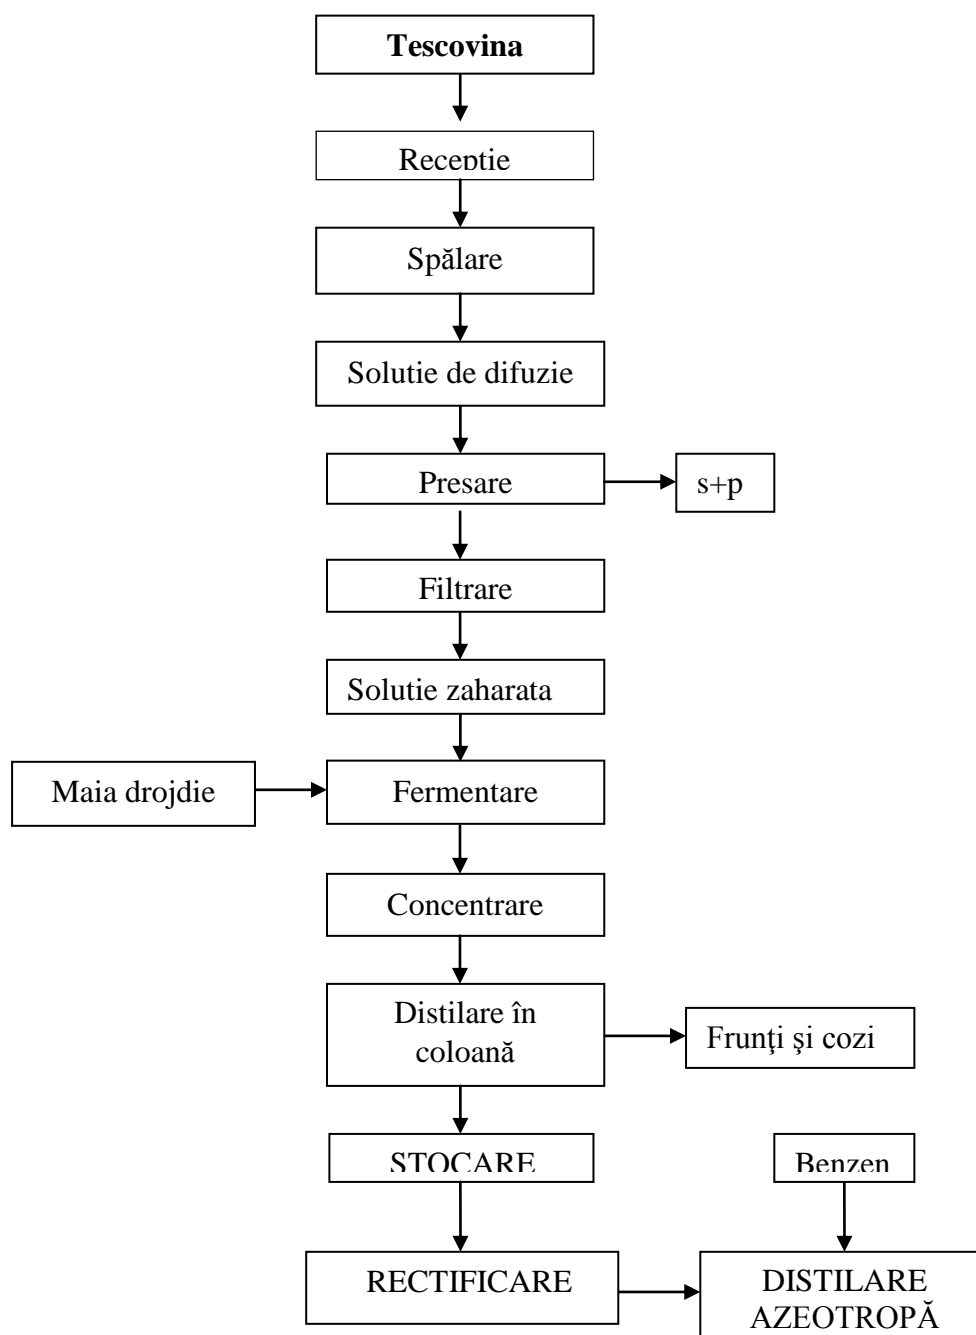 Tescovina
Receptie
Spălare
Solutie de difuzie
Presare
s+p
Filtrare
Solutie zaharata
Maia drojdie
Fermentare
Concentrare
Distilare în
coloană
Frunţi şi cozi
STOCARE
Benzen
RECTIFICARE
DISTILARE
AZEOTROPĂ